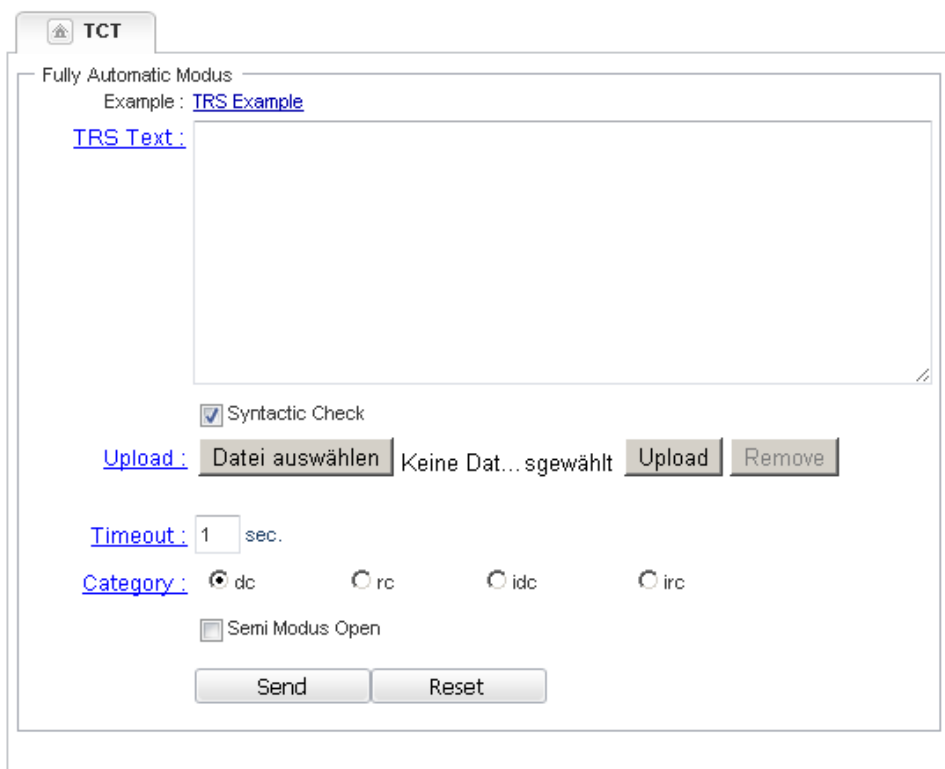 TCT
Fully Automatic Modus
Example : TRS Example
TRS Text :
Syntactic Check
Upload : Datei auswählen Keine Dat...sgewählt Upload Remove
Timeout : 1 sec.
Category : dc rc idc irc
Semi Modus Open
Send Reset